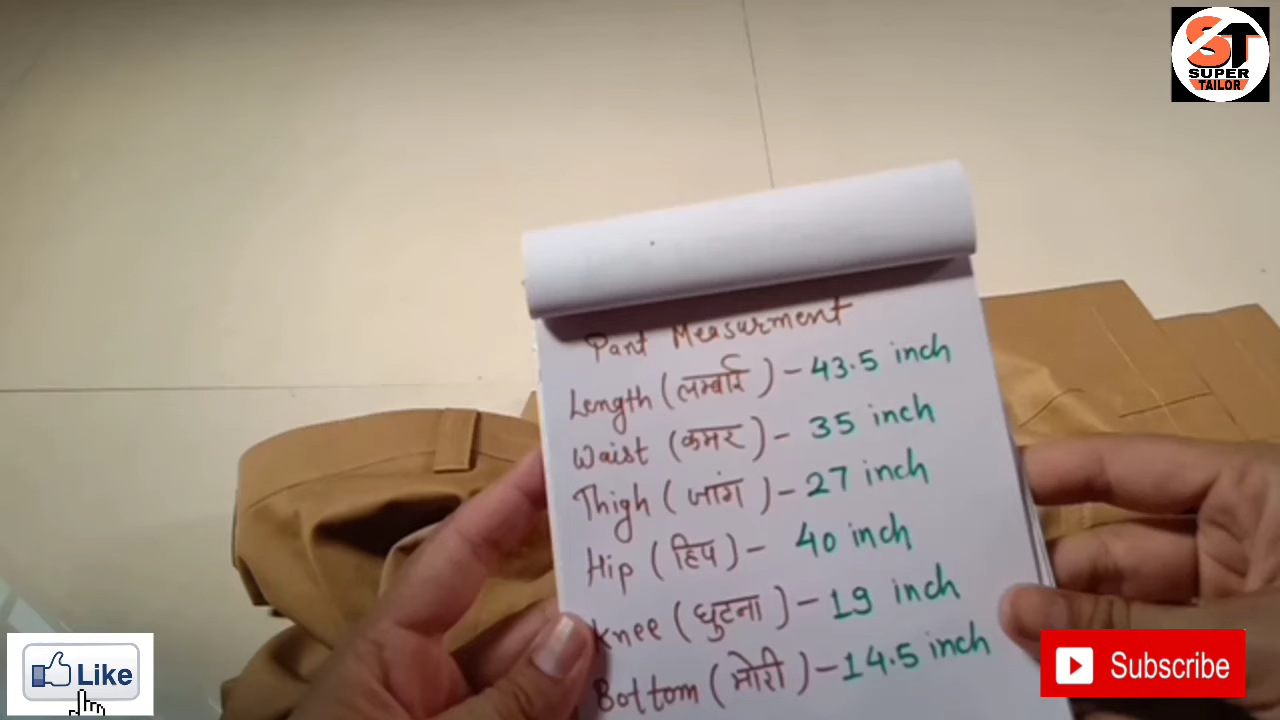 ST
SUPER
TAILOR
Pant Measurment
Length (लम्बाई) - 43.5 inch
Waist (कमर) - 35 inch
Thigh (जांग) - 27 inch
Hip (हिप) - 40 inch
Knee (घुटना) - 19 inch
Bottom (मोरी) - 14.5 inch
Like
Subscribe